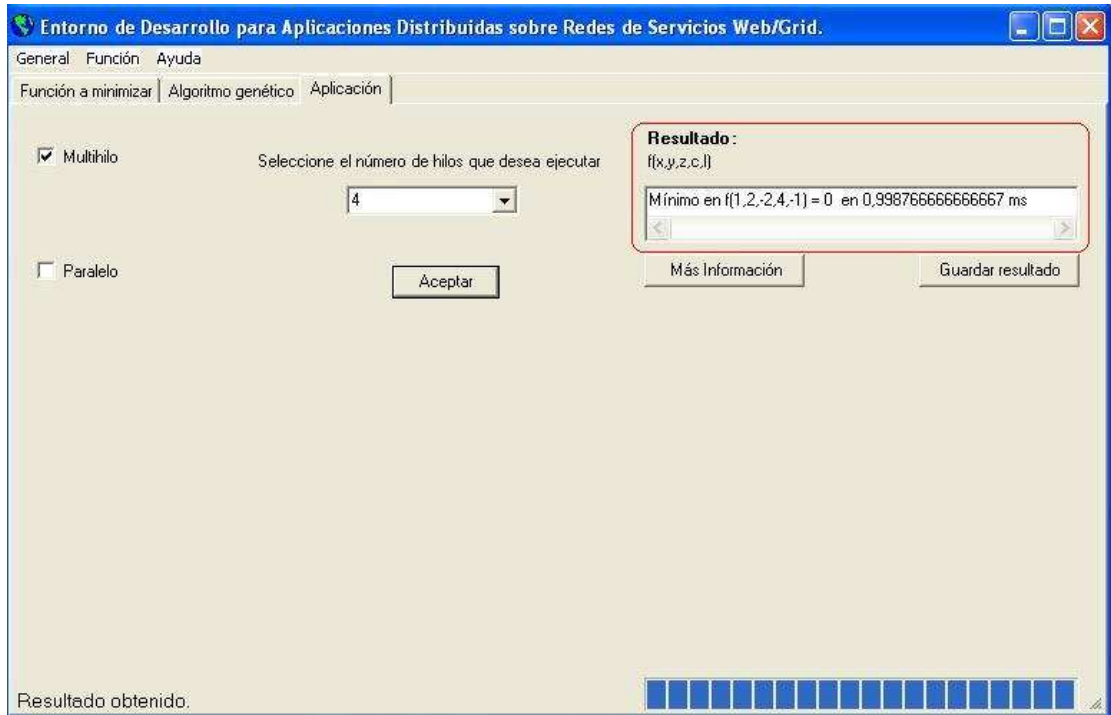 Entorno de Desarrollo para Aplicaciones Distribuidas sobre Redes de Servicios Web/Grid.
General Función Ayuda
Función a minimizar Algoritmo genético Aplicación
Multihilo
Seleccione el número de hilos que desea ejecutar
4
Resultado:
f(x,y,z,c,l)
Mínimo en f(1,2,-2,4,-1) = 0 en 0,998766666666667 ms
Paralelo
Aceptar
Más Información
Guardar resultado
Resultado obtenido.